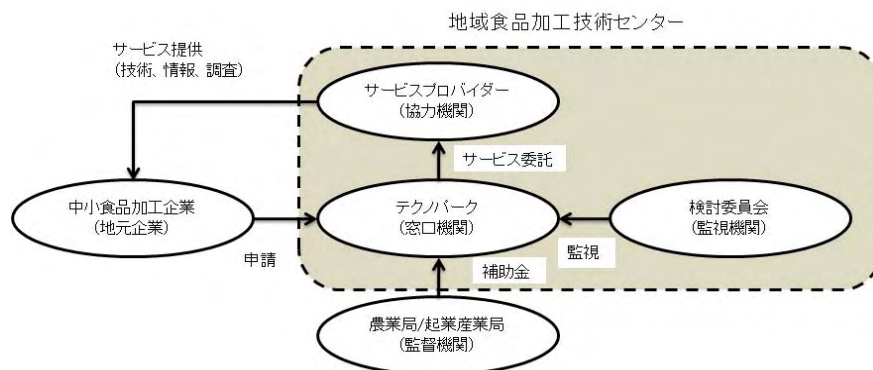 地域食品加工技術センター
サービス提供
（技術、情報、調査）
サービスプロバイダー
（協力機関）
サービス委託
中小食品加工企業
（地元企業）
申請
テクノパーク
（窓口機関）
検討委員会
（監視機関）
監視
補助金
農業局/起業産業局
（監督機関）